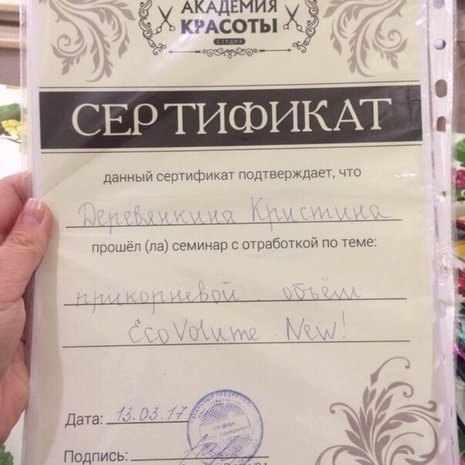 АКАДЕМИЯ
КРАСОТЫ
СТУДИЯ
СЕРТИФИКАТ
данный сертификат подтверждает, что
Деревянкина Кристина
прошёл (ла) семинар с отработкой по теме:
прикорневой объём
EcoVolume New!
Дата: 13.03.17
Подпись: